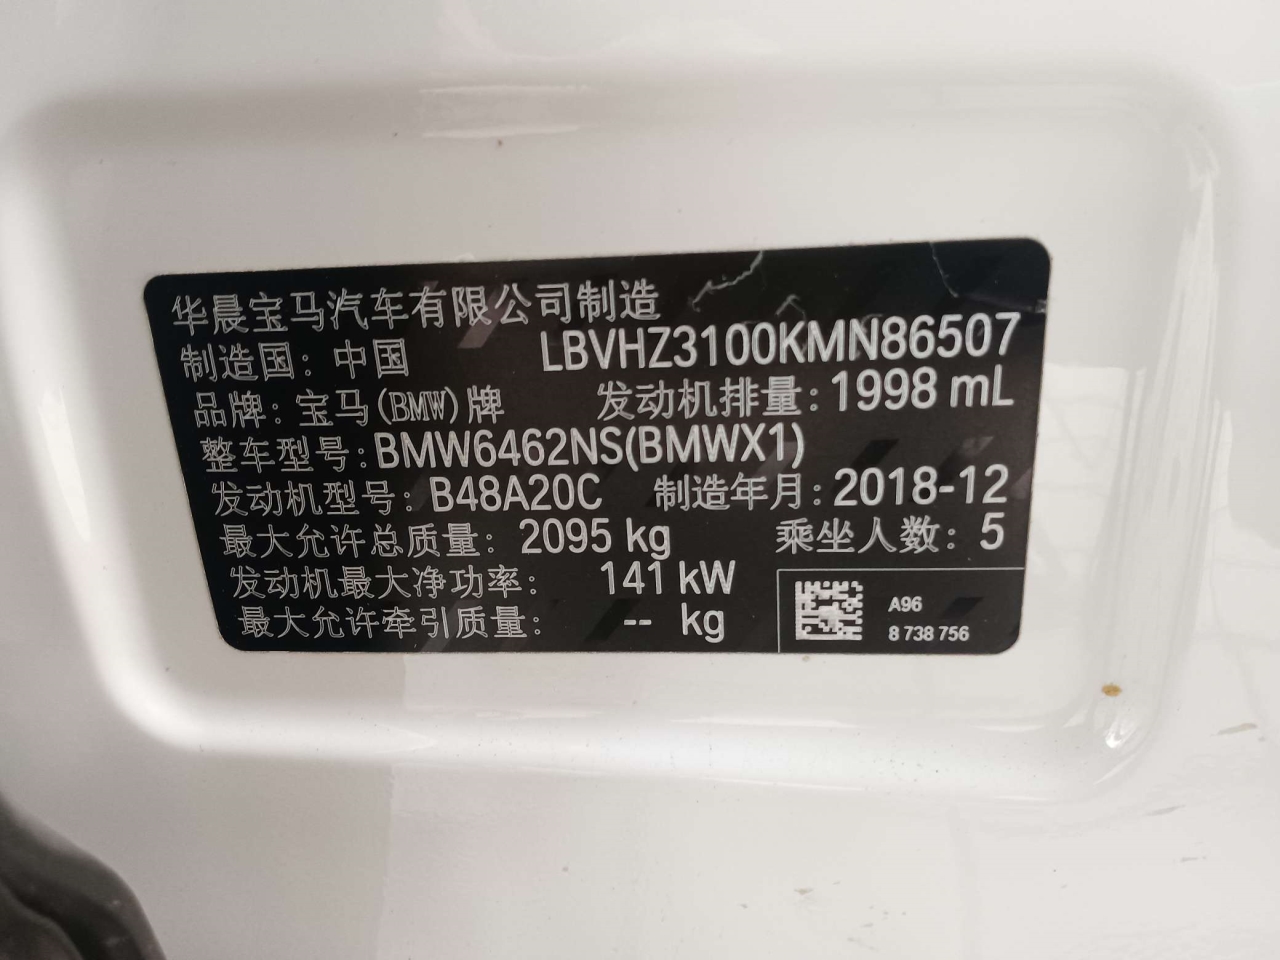 华晨宝马汽车有限公司制造
制造国：中国 LBVHZ3100KMN86507
品牌：宝马(BMW)牌 发动机排量：1998 mL
整车型号：BMW6462NS(BMWX1)
发动机型号：B48A20C 制造年月：2018-12
最大允许总质量：2095 kg 乘坐人数：5
发动机最大净功率：141 kW
最大允许牵引质量：-- kg
A96
8 738 756